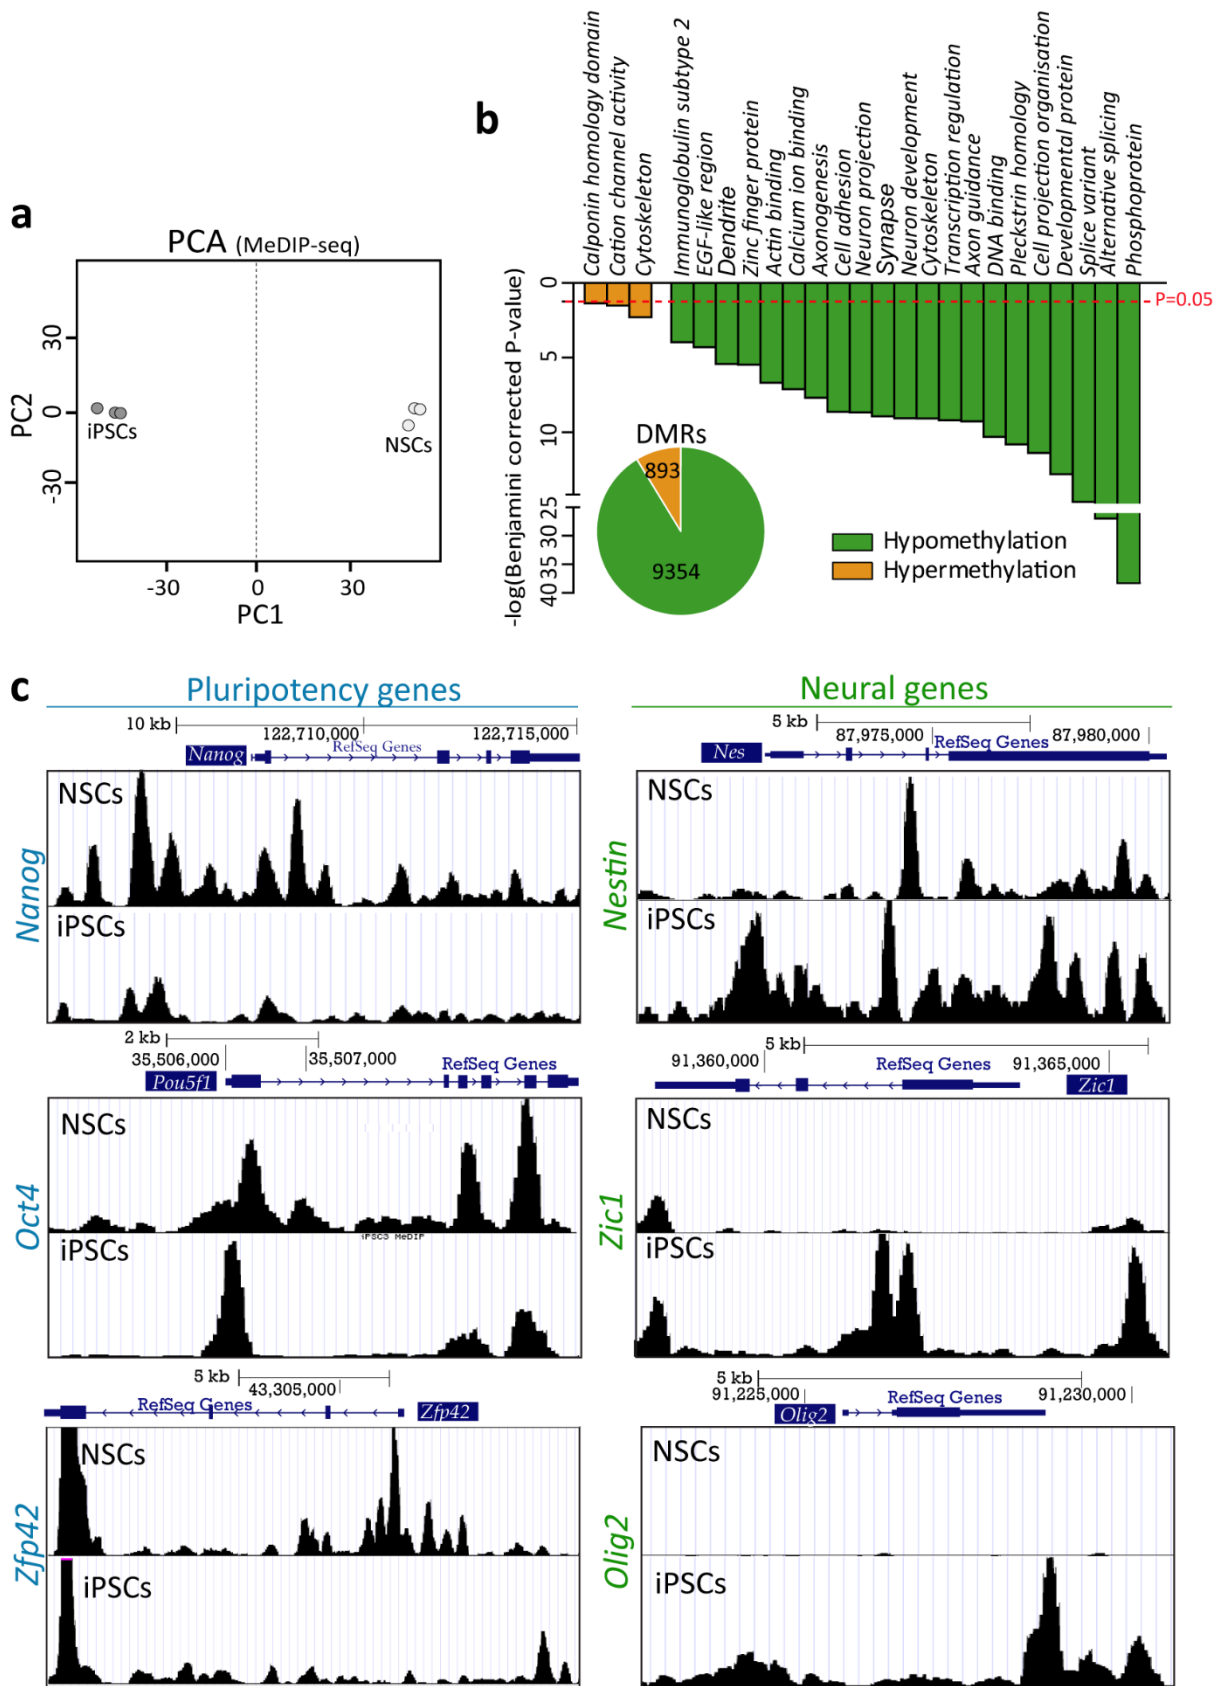 a
PCA (MeDIP-seq)
PC2
30
0
-30
iPSCs
NSCs
-30
0
30
PC1
b
Calponin homology domain
Cation channel activity
Cytoskeleton
Immunoglobulin subtype 2
EGF-like region
Dendrite
Zinc finger protein
Actin binding
Calcium ion binding
Axonogenesis
Cell adhesion
Neuron projection
Synapse
Neuron development
Cytoskeleton
Transcription regulation
Axon guidance
DNA binding
Pleckstrin homology
Cell projection organisation
Developmental protein
Splice variant
Alternative splicing
Phosphoprotein
-log(Benjamini corrected P-value)
0
5
10
25
30
35
40
P=0.05
DMRs
893
9354
Hypomethylation
Hypermethylation
c
Pluripotency genes
10 kb
122,710,000
122,715,000
Nanog
RefSeq Genes
Nanog
NSCs
iPSCs
2 kb
35,506,000
35,507,000
Pou5f1
RefSeq Genes
Oct4
NSCs
iPSC3 MeDIP
iPSCs
5 kb
43,305,000
RefSeq Genes
Zfp42
Zfp42
NSCs
iPSCs
Neural genes
5 kb
87,975,000
87,980,000
Nes
RefSeq Genes
Nestin
NSCs
iPSCs
5 kb
91,360,000
91,365,000
RefSeq Genes
Zic1
Zic1
NSCs
iPSCs
5 kb
91,225,000
91,230,000
Olig2
RefSeq Genes
Olig2
NSCs
iPSCs